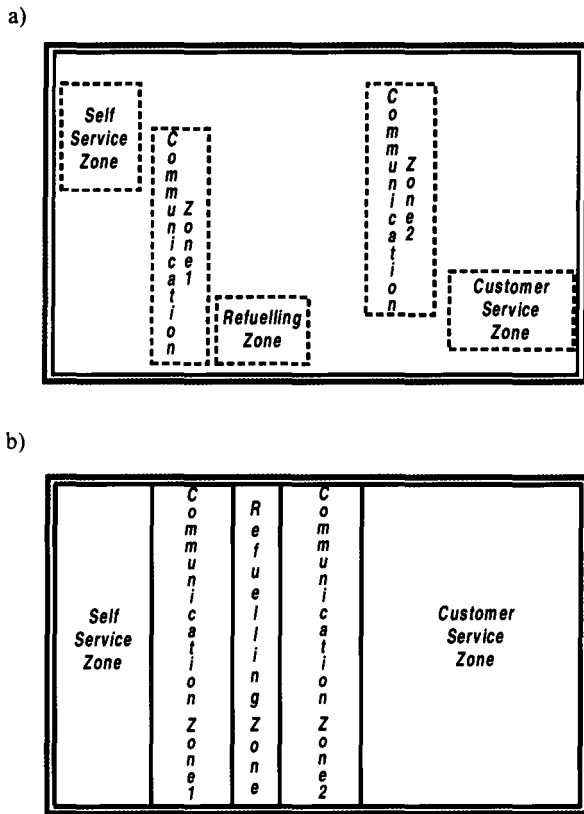 a)
Self
Service
Zone
Communication
Zone1
Refuelling
Zone
Communication
Zone2
Customer
Service
Zone
b)
Self
Service
Zone
Communication Zone1
Refuelling Zone
Communication Zone2
Customer
Service
Zone